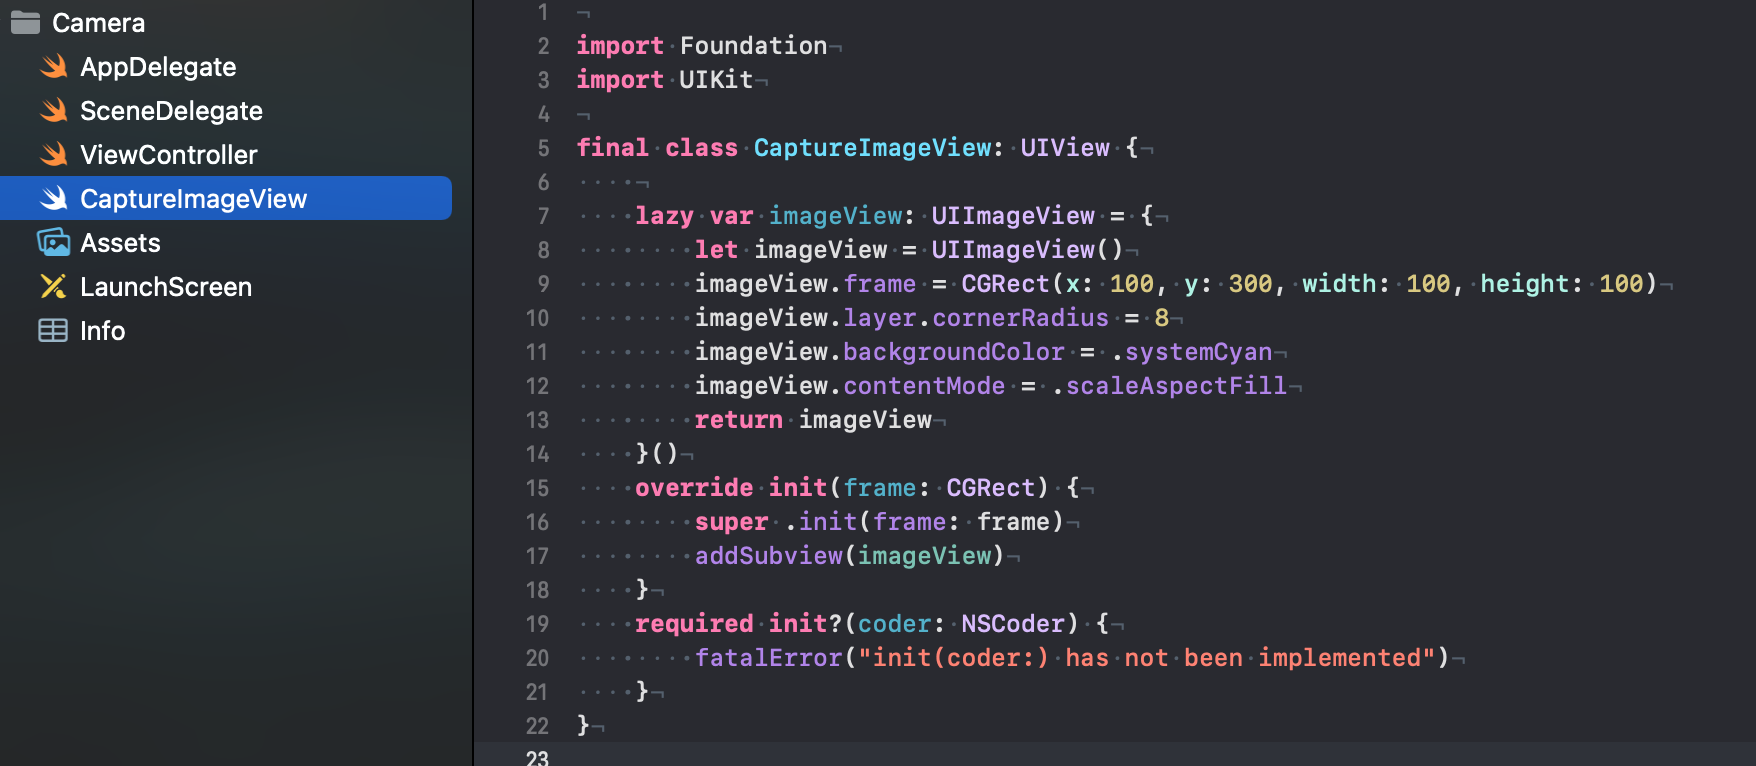 Camera
AppDelegate
SceneDelegate
ViewController
CaptureImageView
Assets
LaunchScreen
Info
1
2 import Foundation
3 import UIKit
4
5 final class CaptureImageView: UIView {
6
7     lazy var imageView: UIImageView = {
8         let imageView = UIImageView()
9         imageView.frame = CGRect(x: 100, y: 300, width: 100, height: 100)
10         imageView.layer.cornerRadius = 8
11         imageView.backgroundColor = .systemCyan
12         imageView.contentMode = .scaleAspectFill
13         return imageView
14     }()
15     override init(frame: CGRect) {
16         super .init(frame: frame)
17         addSubview(imageView)
18     }
19     required init?(coder: NSCoder) {
20         fatalError("init(coder:) has not been implemented")
21     }
22 }
23